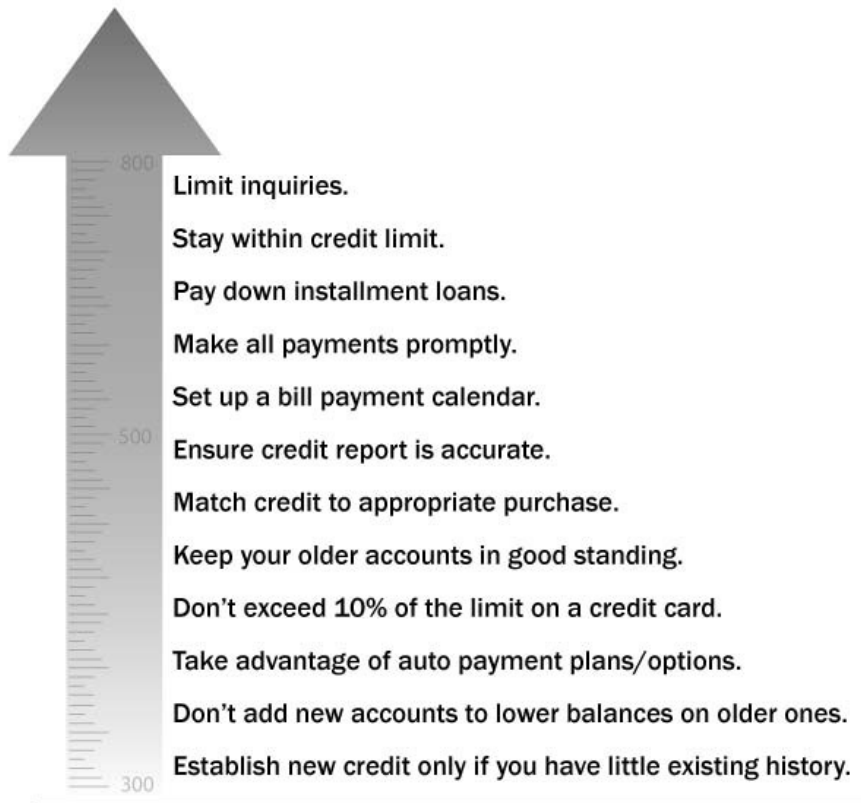 800
Limit inquiries.
Stay within credit limit.
Pay down installment loans.
Make all payments promptly.
Set up a bill payment calendar.
500
Ensure credit report is accurate.
Match credit to appropriate purchase.
Keep your older accounts in good standing.
Don't exceed 10% of the limit on a credit card.
Take advantage of auto payment plans/options.
Don't add new accounts to lower balances on older ones.
Establish new credit only if you have little existing history.
300